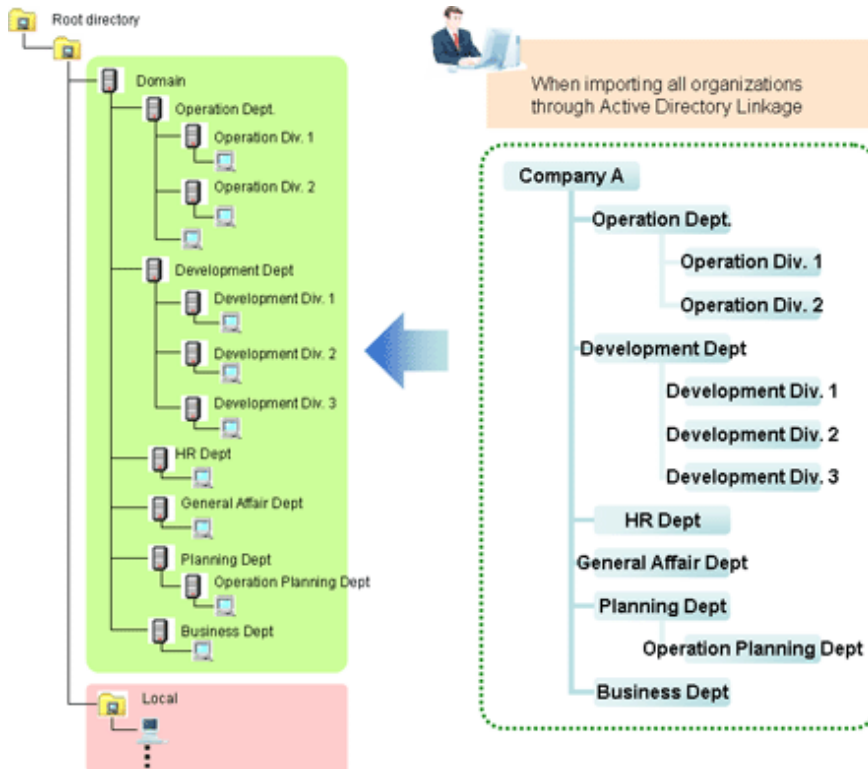 Root directory
Domain
Operation Dept.
Operation Div. 1
Operation Div. 2
Development Dept
Development Div. 1
Development Div. 2
Development Div. 3
HR Dept
General Affair Dept
Planning Dept
Operation Planning Dept
Business Dept
Local
When importing all organizations
through Active Directory Linkage
Company A
Operation Dept.
Operation Div. 1
Operation Div. 2
Development Dept
Development Div. 1
Development Div. 2
Development Div. 3
HR Dept
General Affair Dept
Planning Dept
Operation Planning Dept
Business Dept